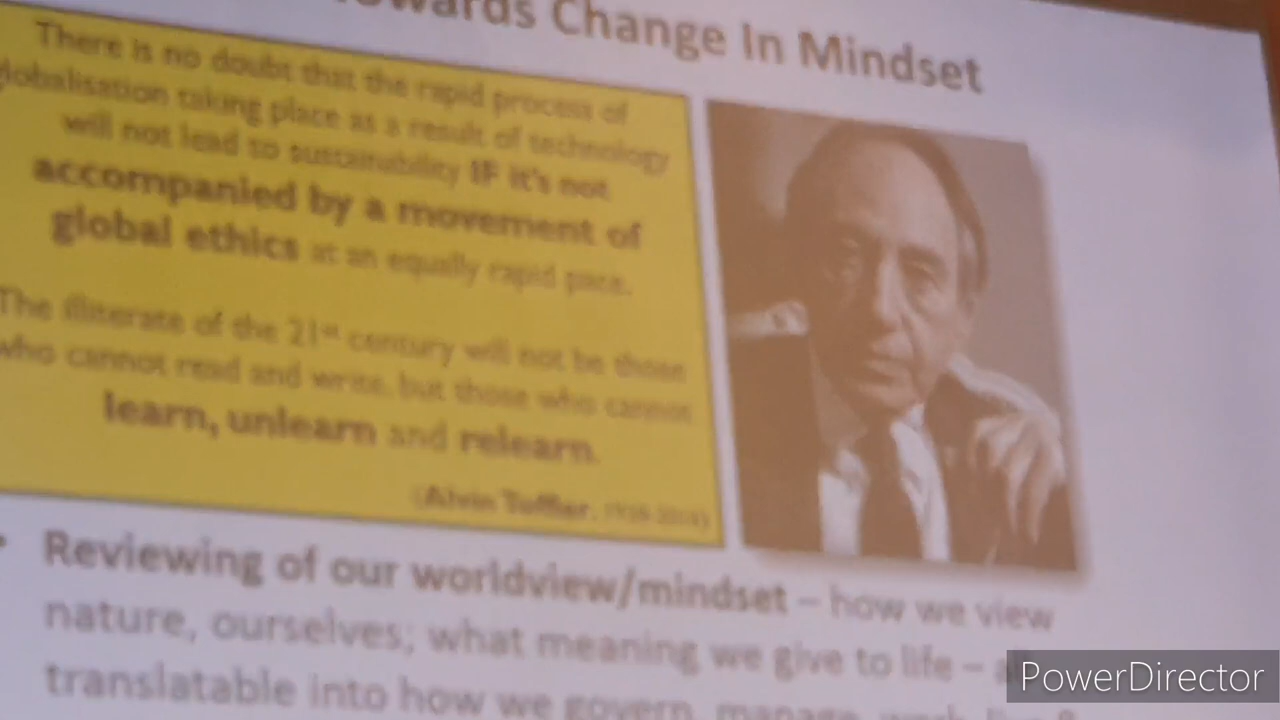 Towards Change In Mindset
There is no doubt that the rapid process of
globalisation taking place as a result of technology
will not lead to sustainability IF it's not
accompanied by a movement of
global ethics at an equally rapid pace.
The illiterate of the 21st century will not be those
who cannot read and write, but those who cannot
learn, unlearn and relearn.
(Alvin Toffler,
• Reviewing of our worldview/mindset – how we view
nature, ourselves; what meaning we give to life –
translatable into how we govern, manage, work,
PowerDirector